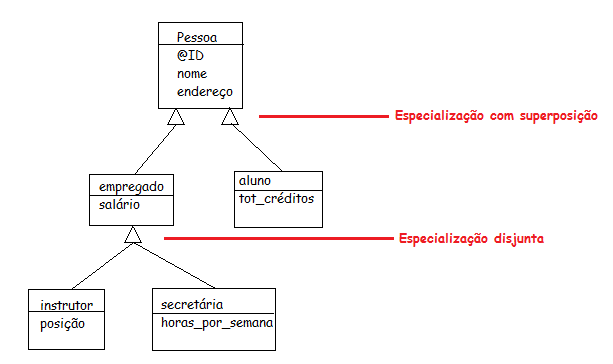 Pessoa
@ID
nome
endereço
Especialização com superposição
empregado
salário
aluno
tot_créditos
Especialização disjunta
instrutor
posição
secretária
horas_por_semana